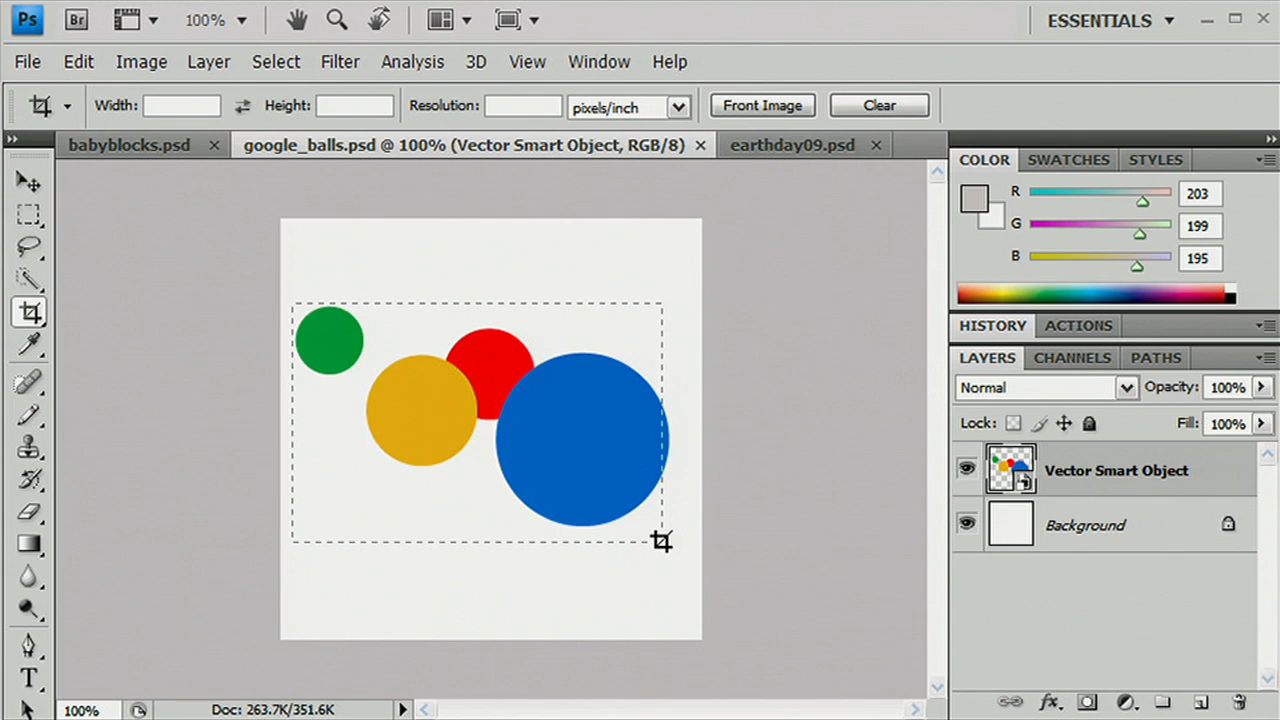 Ps Br 100% ESSENTIALS
File Edit Image Layer Select Filter Analysis 3D View Window Help
Width: Height: Resolution: pixels/inch Front Image Clear
babyblocks.psd google_balls.psd @ 100% (Vector Smart Object, RGB/8) earthday09.psd
COLOR SWATCHES STYLES
R 203
G 199
B 195
HISTORY ACTIONS
LAYERS CHANNELS PATHS
Normal Opacity: 100%
Lock: Fill: 100%
Vector Smart Object
Background
T
fx
100% Doc: 263.7K/351.6K